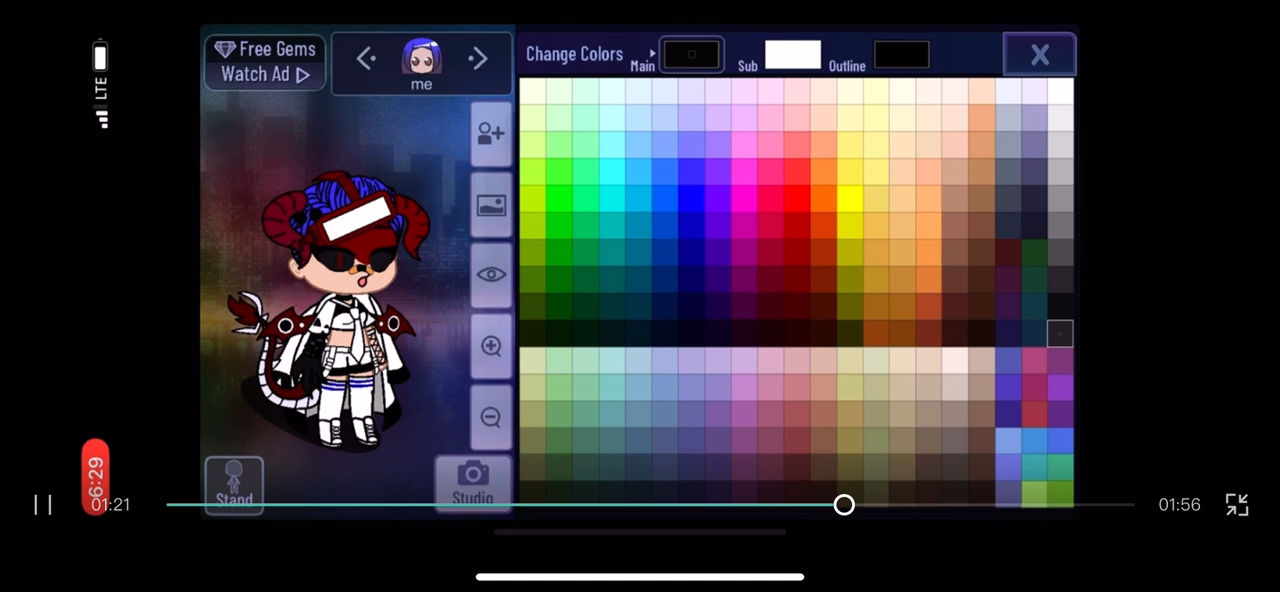 LTE
6:29
Free Gems
Watch Ad
me
Change Colors
Main
Sub
Outline
X
Stand
Studio
01:21
01:56